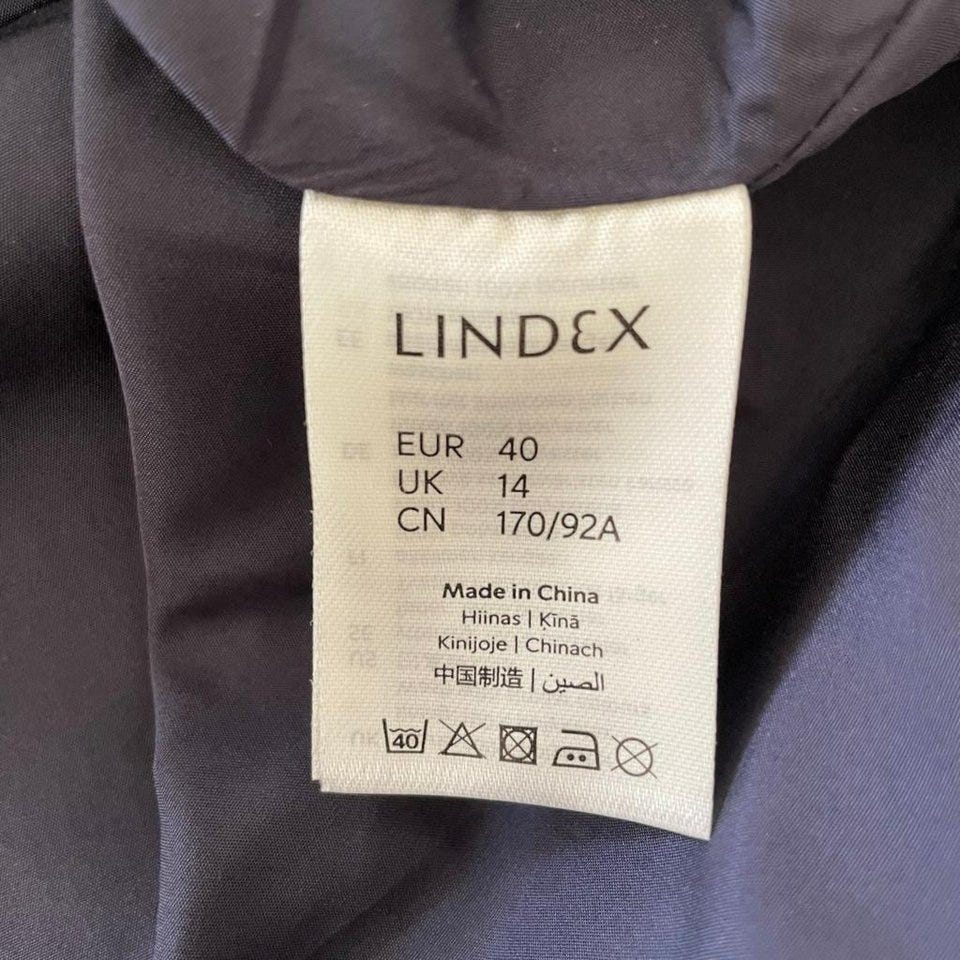 LINDEX
EUR 40
UK 14
CN 170/92A
Made in China
Hiinas | Ķīnā
Kinijoje | Chinach
中国制造 | الصين
40